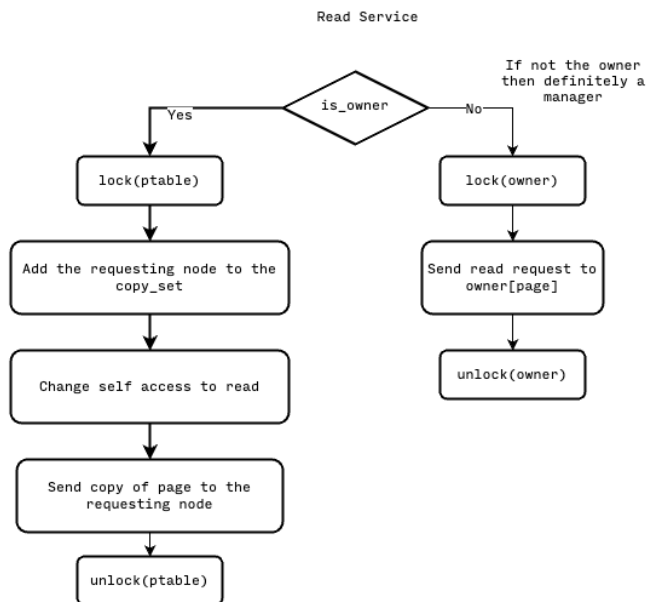 Read Service
If not the owner
then definitely a
manager
is_owner
Yes
No
lock(ptable)
lock(owner)
Add the requesting node to the
copy_set
Send read request to
owner[page]
Change self access to read
unlock(owner)
Send copy of page to the
requesting node
unlock(ptable)